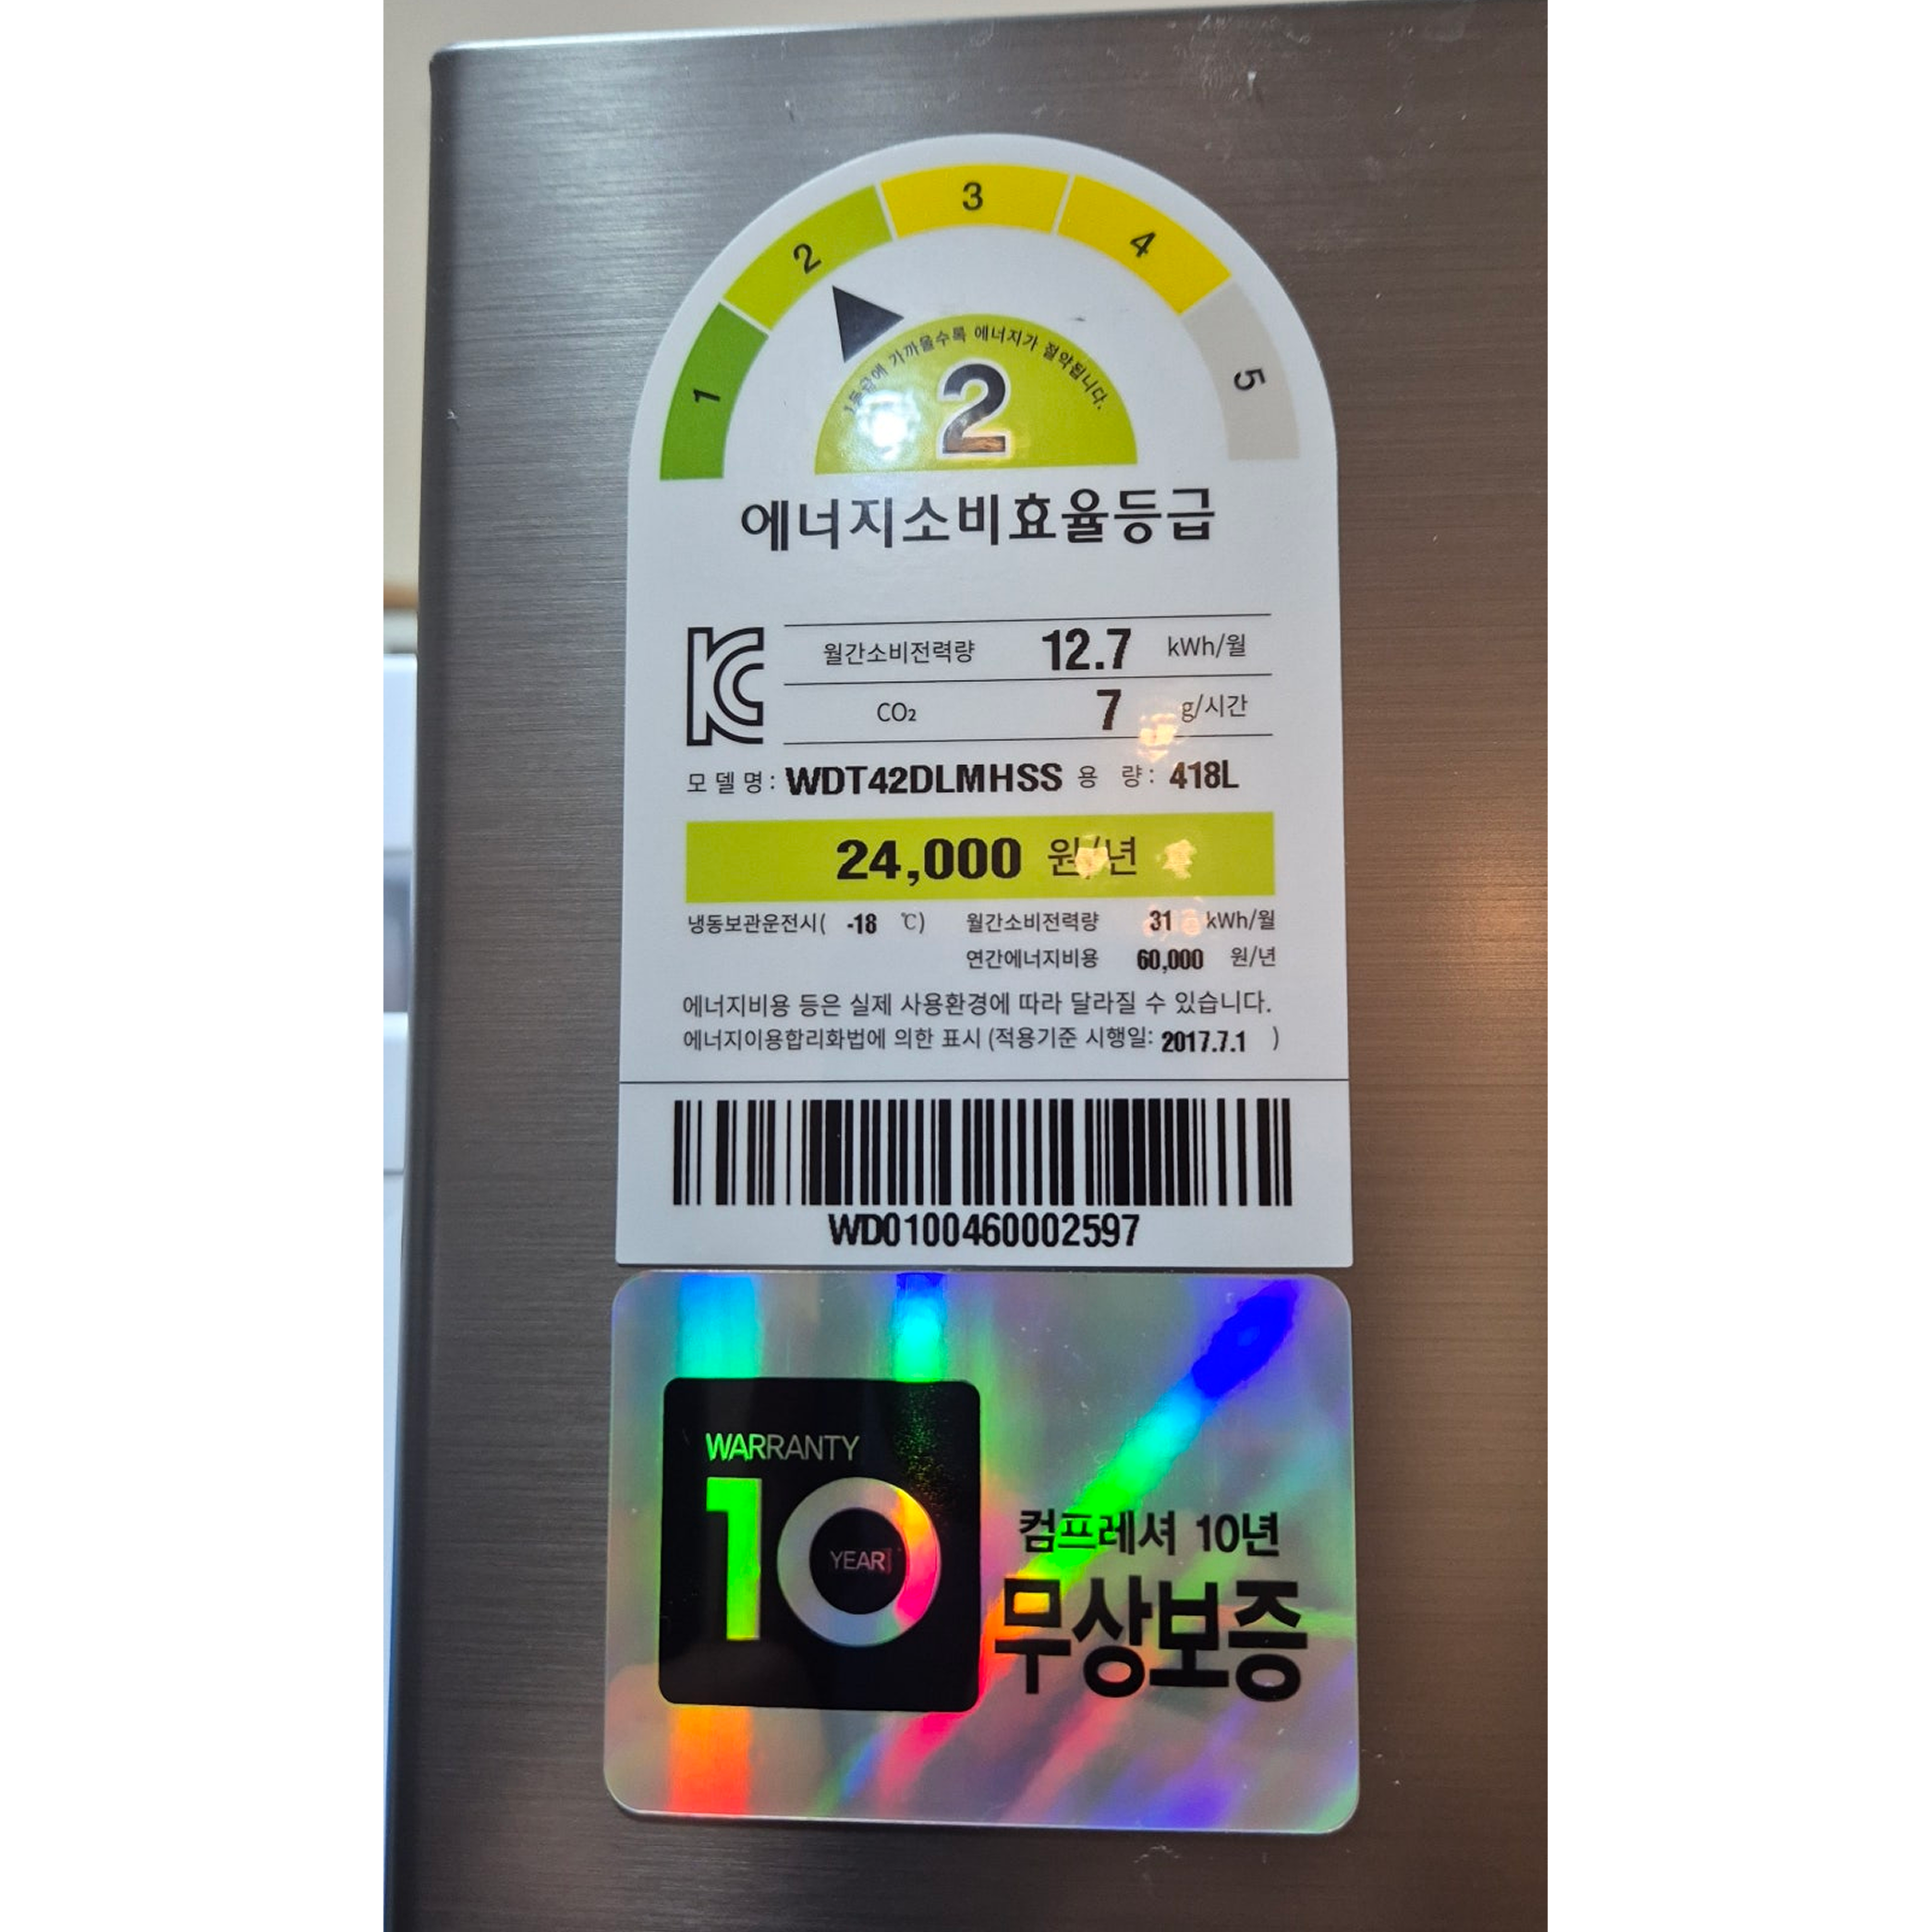 1 2 3 4 5
1등급에 가까울수록 에너지가 절약됩니다.
2
에너지소비효율등급
월간소비전력량 12.7 kWh/월
CO₂ 7 g/시간
모델명: WDT42DLMHSS 용 량: 418L
24,000 원/년
냉동보관운전시( -18 ℃) 월간소비전력량 31 kWh/월
연간에너지비용 60,000 원/년
에너지비용 등은 실제 사용환경에 따라 달라질 수 있습니다.
에너지이용합리화법에 의한 표시 (적용기준 시행일: 2017.7.1 )
WD0100460002597
WARRANTY
10
YEAR
컴프레셔 10년
무상보증